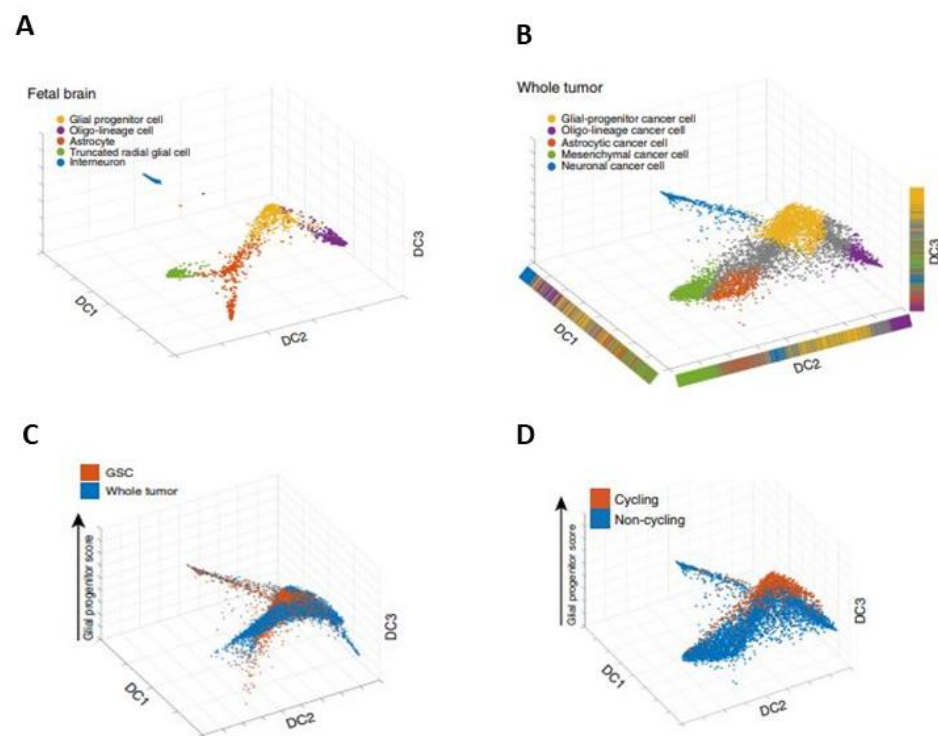 A
Fetal brain
Glial progenitor cell
Oligo-lineage cell
Astrocyte
Truncated radial glial cell
Interneuron
DC1
DC2
DC3
B
Whole tumor
Glial-progenitor cancer cell
Oligo-lineage cancer cell
Astrocytic cancer cell
Mesenchymal cancer cell
Neuronal cancer cell
DC1
DC2
DC3
C
GSC
Whole tumor
Glial progenitor score
DC1
DC2
DC3
D
Cycling
Non-cycling
Glial progenitor score
DC1
DC2
DC3